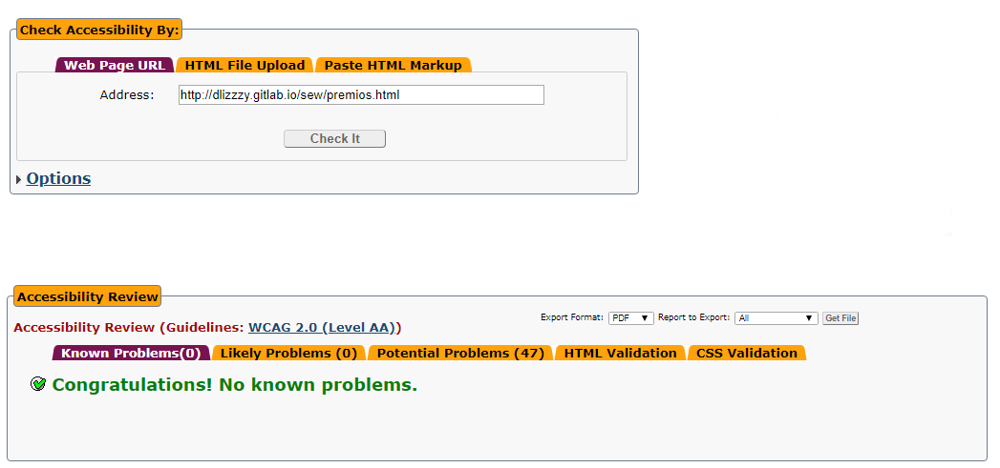 Check Accessibility By:
Web Page URL HTML File Upload Paste HTML Markup
Address: http://dlizzzy.gitlab.io/sew/premios.html
Check It
Options
Accessibility Review
Export Format: PDF Report to Export: All Get File
Accessibility Review (Guidelines: WCAG 2.0 (Level AA))
Known Problems(0) Likely Problems (0) Potential Problems (47) HTML Validation CSS Validation
Congratulations! No known problems.